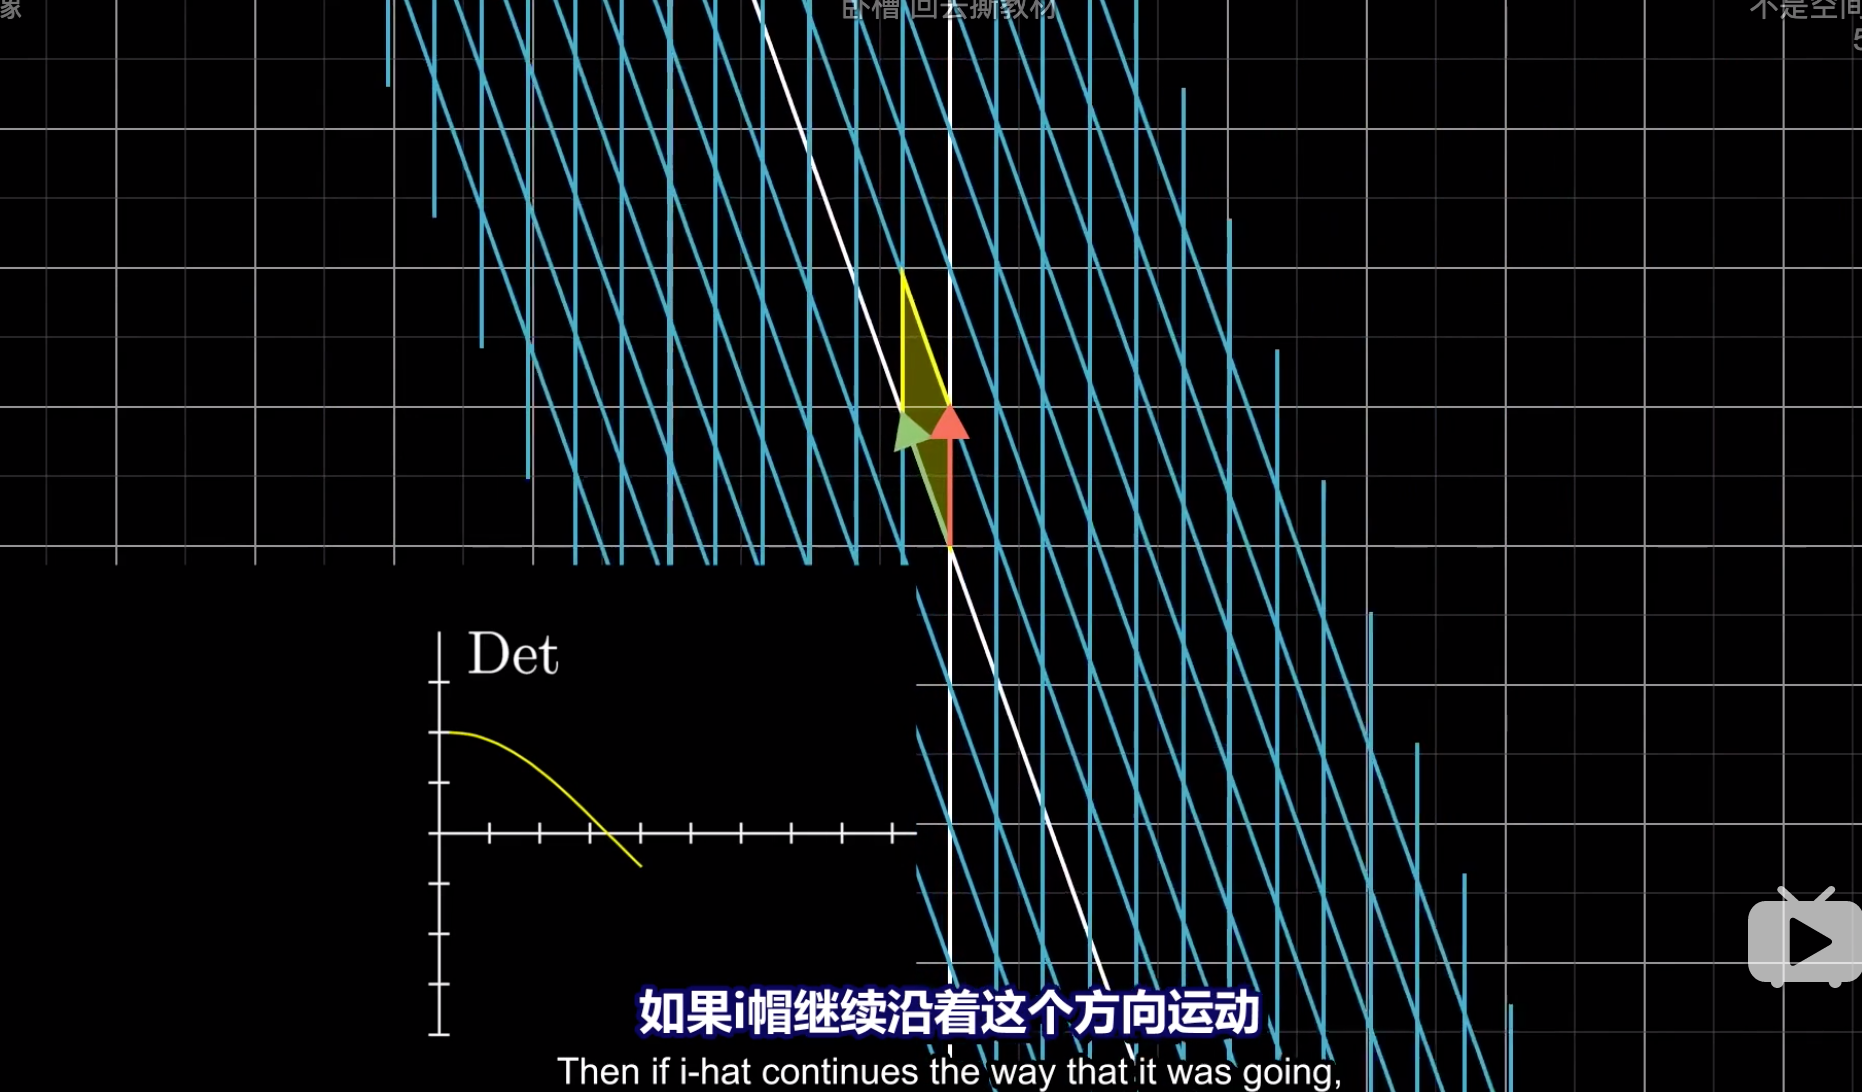 象
卧槽 回去撕教材
不是空间
5
Det
如果i帽继续沿着这个方向运动
Then if i-hat continues the way that it was going,